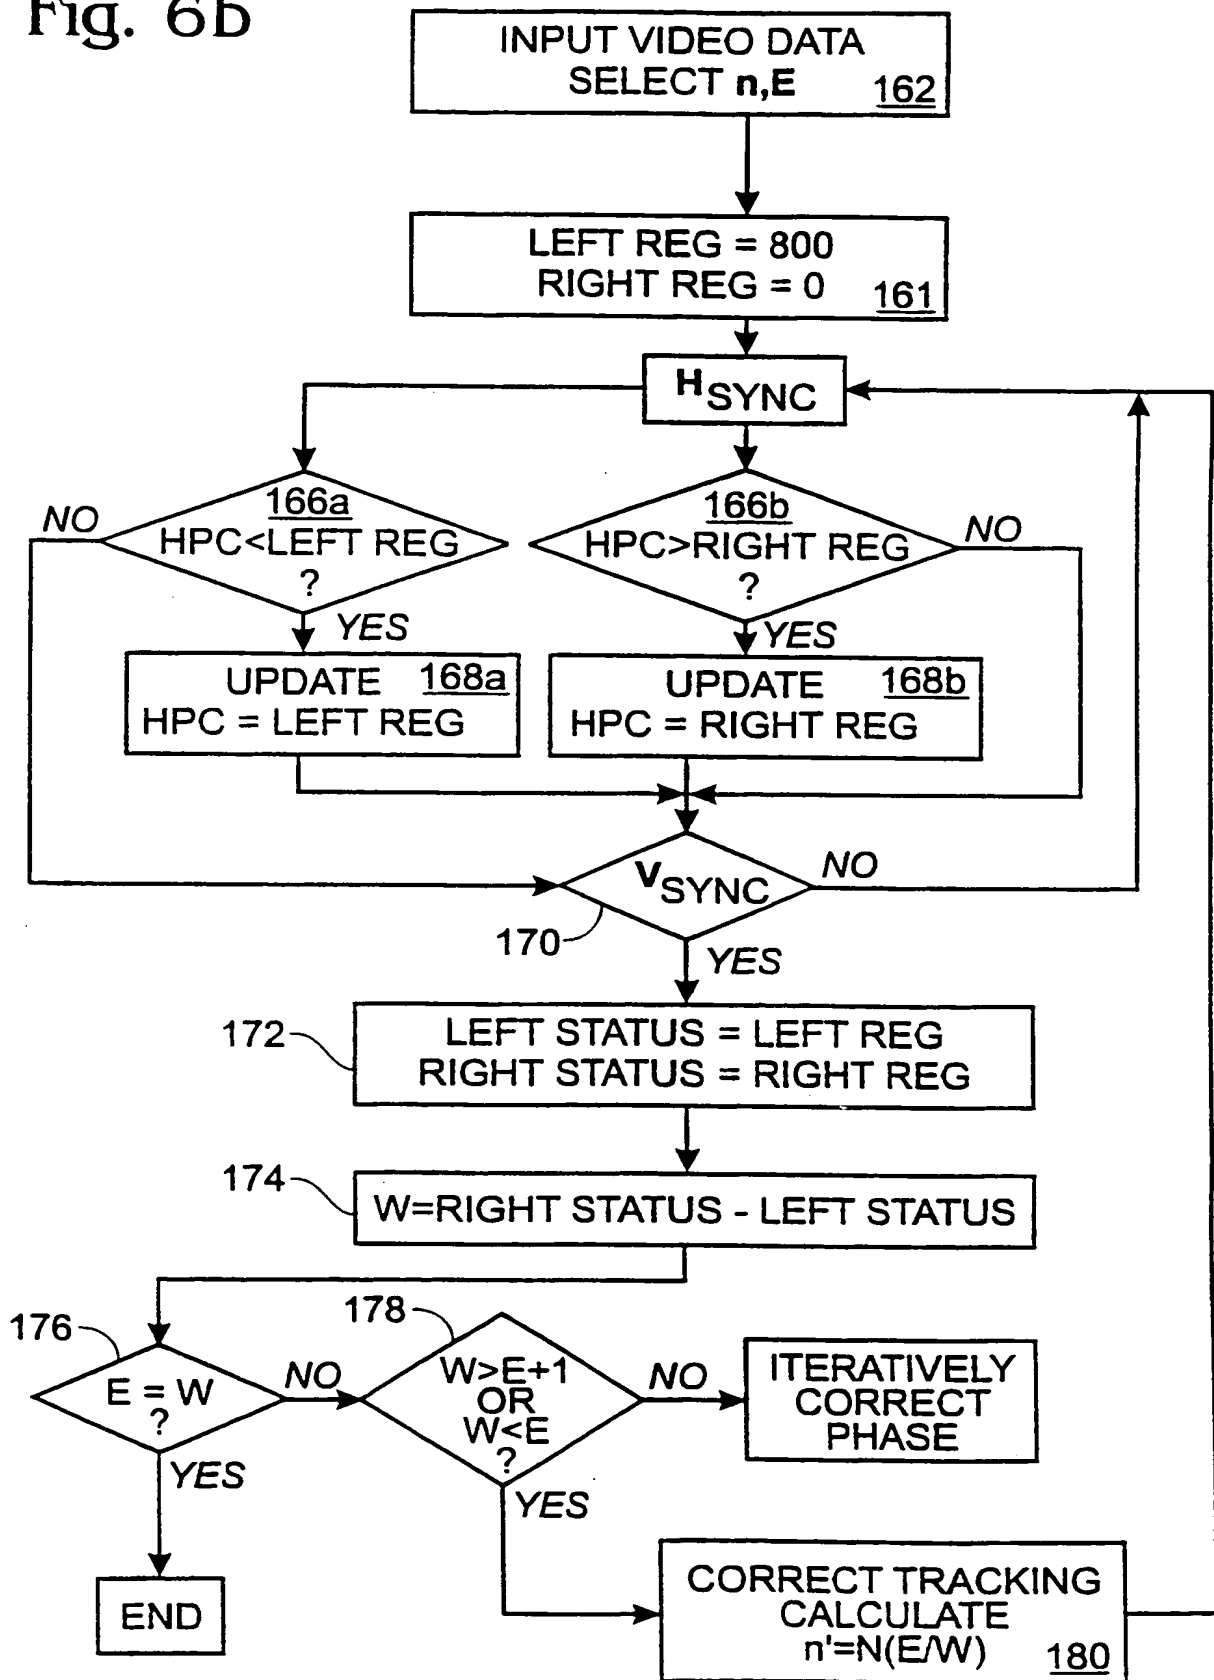 Fig. 6b
INPUT VIDEO DATA
SELECT n,E
162
LEFT REG = 800
RIGHT REG = 0
161
HSYNC
166a
HPC<LEFT REG
?
NO
YES
166b
HPC>RIGHT REG
?
NO
YES
UPDATE 168a
HPC = LEFT REG
UPDATE 168b
HPC = RIGHT REG
VSYNC
NO
170
YES
172
LEFT STATUS = LEFT REG
RIGHT STATUS = RIGHT REG
174
W=RIGHT STATUS - LEFT STATUS
176
E = W
?
NO
YES
178
W>E+1
OR
W<E
?
NO
YES
ITERATIVELY
CORRECT
PHASE
END
CORRECT TRACKING
CALCULATE
n'=N(E/W)
180